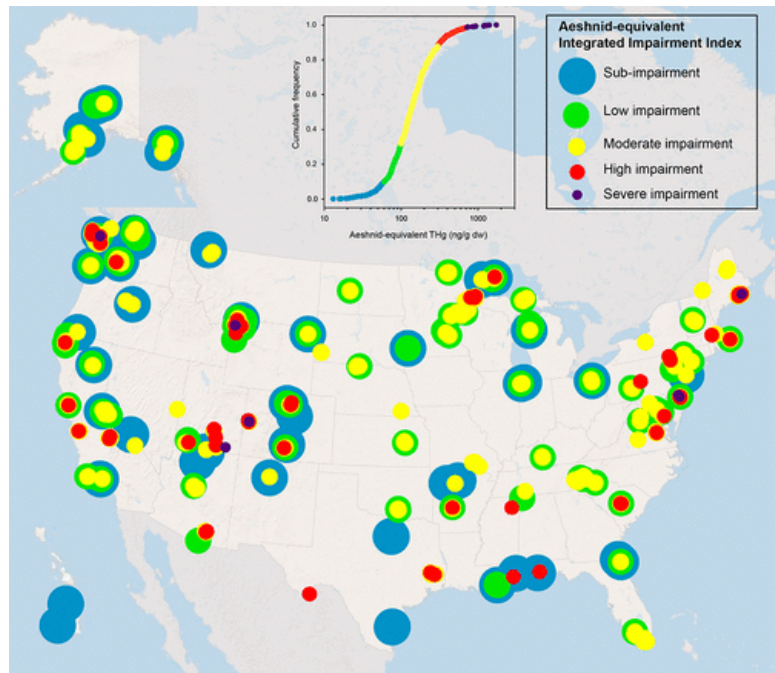 Aeshnid-equivalent
Integrated Impairment Index
Sub-impairment
Low impairment
Moderate impairment
High impairment
Severe impairment
Cumulative frequency
1.0
0.8
0.6
0.4
0.2
0.0
10
100
1000
Aeshnid-equivalent THg (ng/g dw)